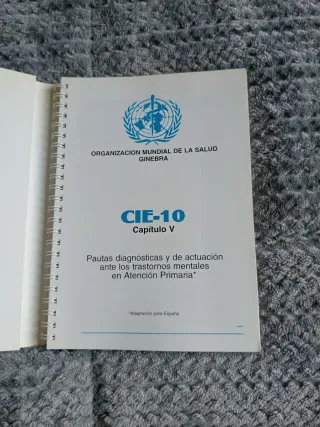 ORGANIZACION MUNDIAL DE LA SALUD
GINEBRA
CIE-10
Capítulo V
Pautas diagnósticas y de actuación
ante los trastornos mentales
en Atención Primaria*
*Adaptación para España